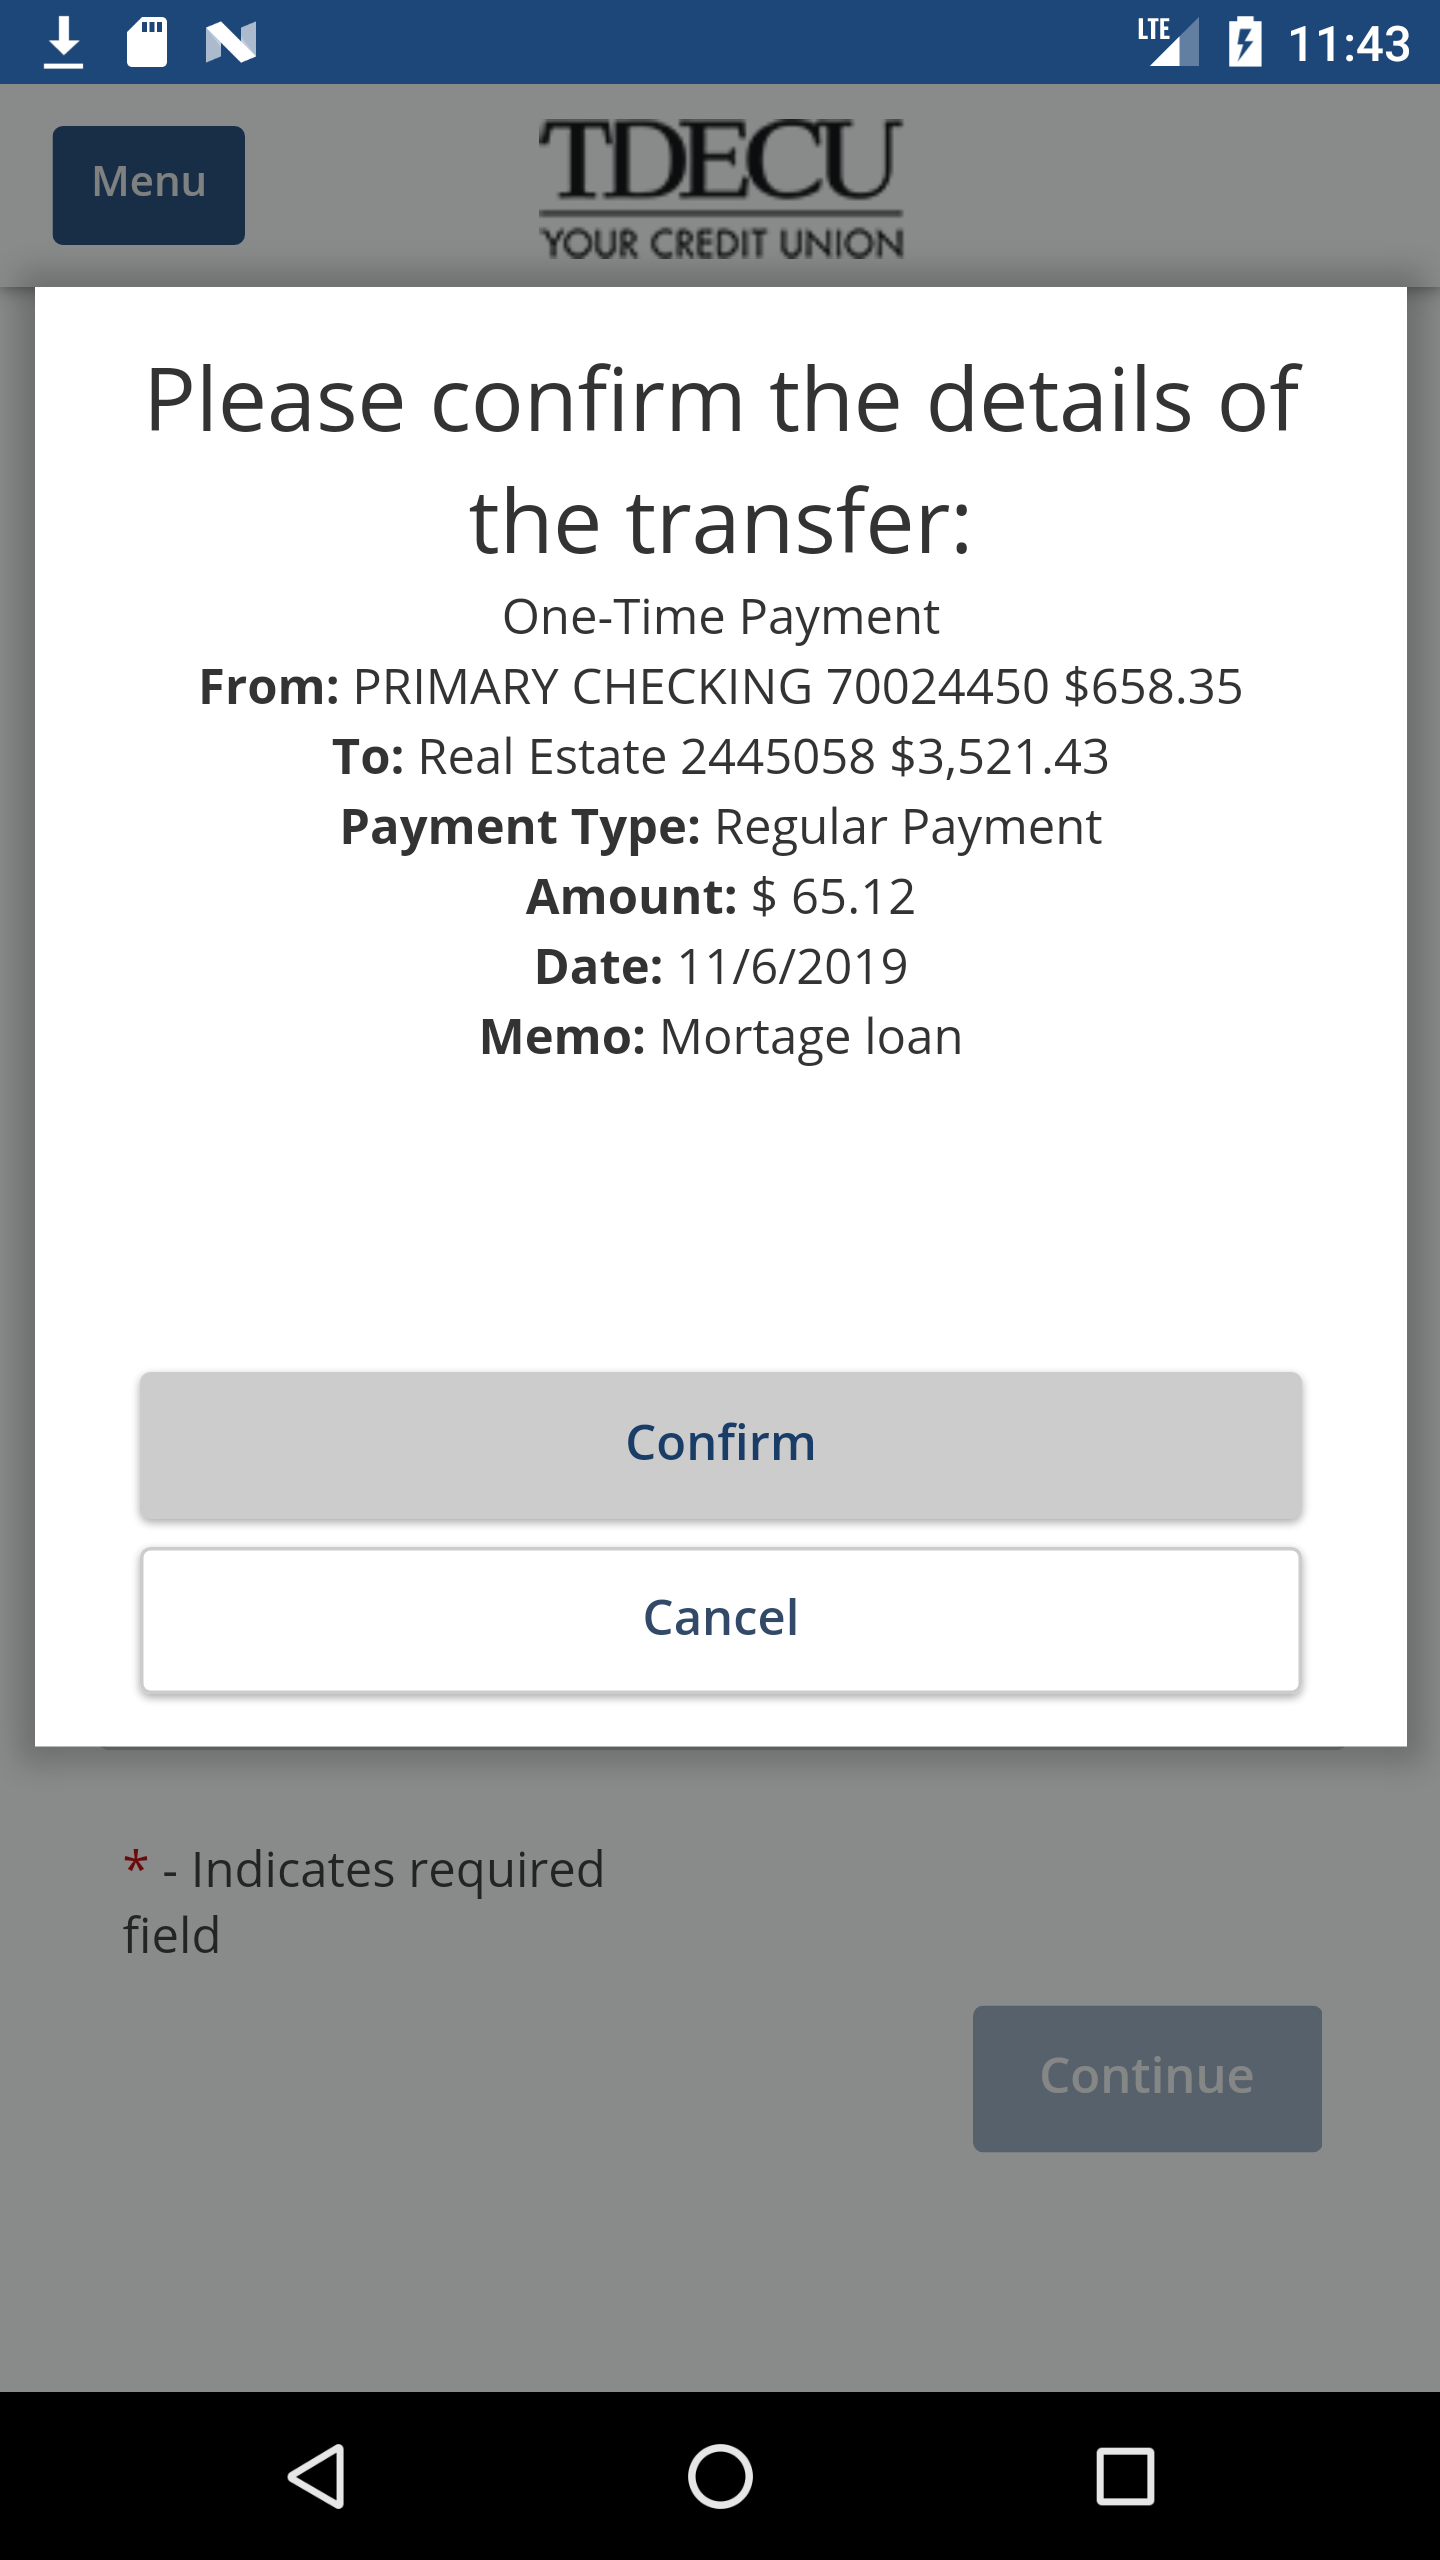 LTE 11:43
Menu
TDECU
YOUR CREDIT UNION
Please confirm the details of
the transfer:
One-Time Payment
From: PRIMARY CHECKING 70024450 $658.35
To: Real Estate 2445058 $3,521.43
Payment Type: Regular Payment
Amount: $ 65.12
Date: 11/6/2019
Memo: Mortage loan
Confirm
Cancel
* - Indicates required
field
Continue